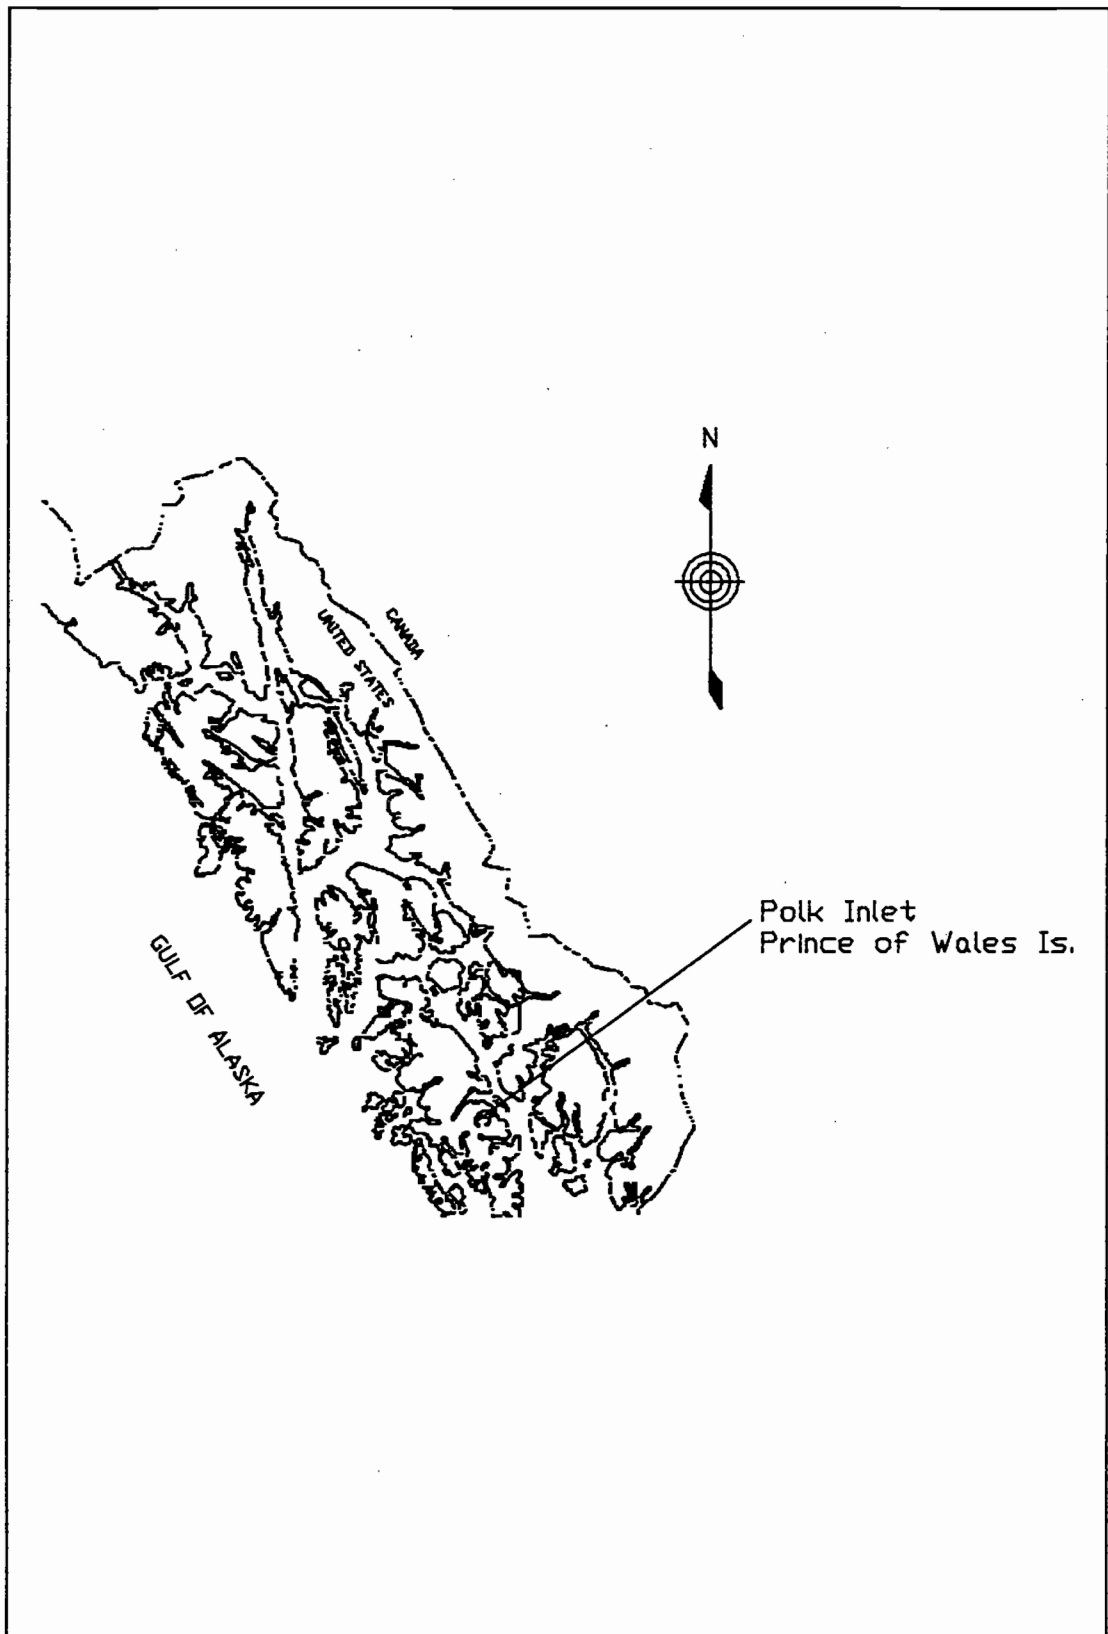 N
CANADA
UNITED STATES
Polk Inlet
Prince of Wales Is.
GULF OF ALASKA